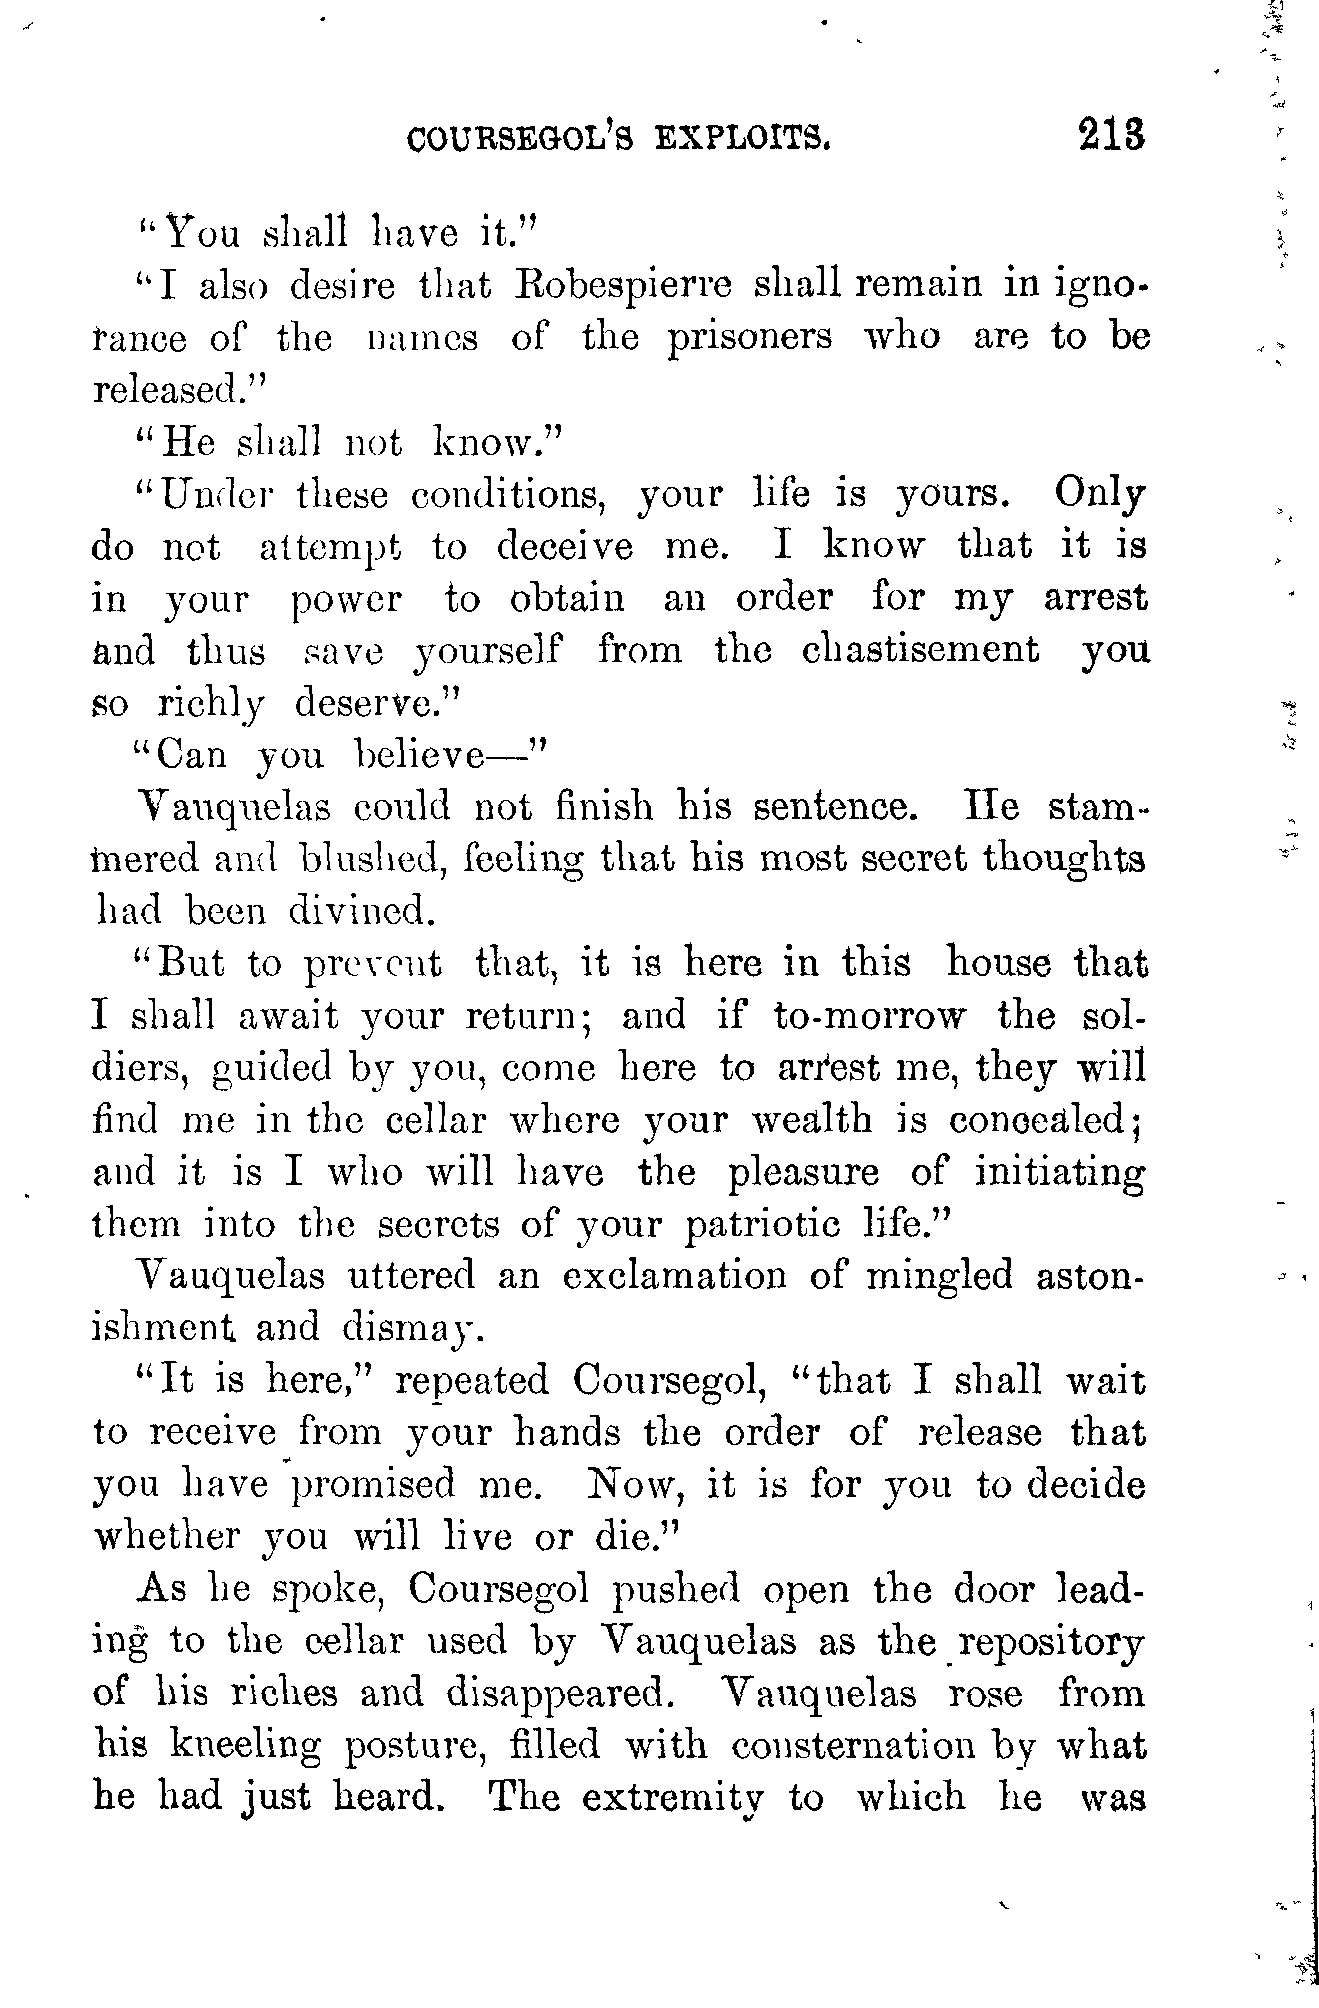 COURSEGOL'S EXPLOITS. 213
"You shall have it."
"I also desire that Robespierre shall remain in igno-
rance of the names of the prisoners who are to be
released."
"He shall not know."
"Under these conditions, your life is yours. Only
do not attempt to deceive me. I know that it is
in your power to obtain an order for my arrest
and thus save yourself from the chastisement you
so richly deserve."
"Can you believe—"
Vauquelas could not finish his sentence. He stam-
mered and blushed, feeling that his most secret thoughts
had been divined.
"But to prevent that, it is here in this house that
I shall await your return; and if to-morrow the sol-
diers, guided by you, come here to arrest me, they will
find me in the cellar where your wealth is concealed;
and it is I who will have the pleasure of initiating
them into the secrets of your patriotic life."
Vauquelas uttered an exclamation of mingled aston-
ishment and dismay.
"It is here," repeated Coursegol, "that I shall wait
to receive from your hands the order of release that
you have promised me. Now, it is for you to decide
whether you will live or die."
As he spoke, Coursegol pushed open the door lead-
ing to the cellar used by Vauquelas as the repository
of his riches and disappeared. Vauquelas rose from
his kneeling posture, filled with consternation by what
he had just heard. The extremity to which he was